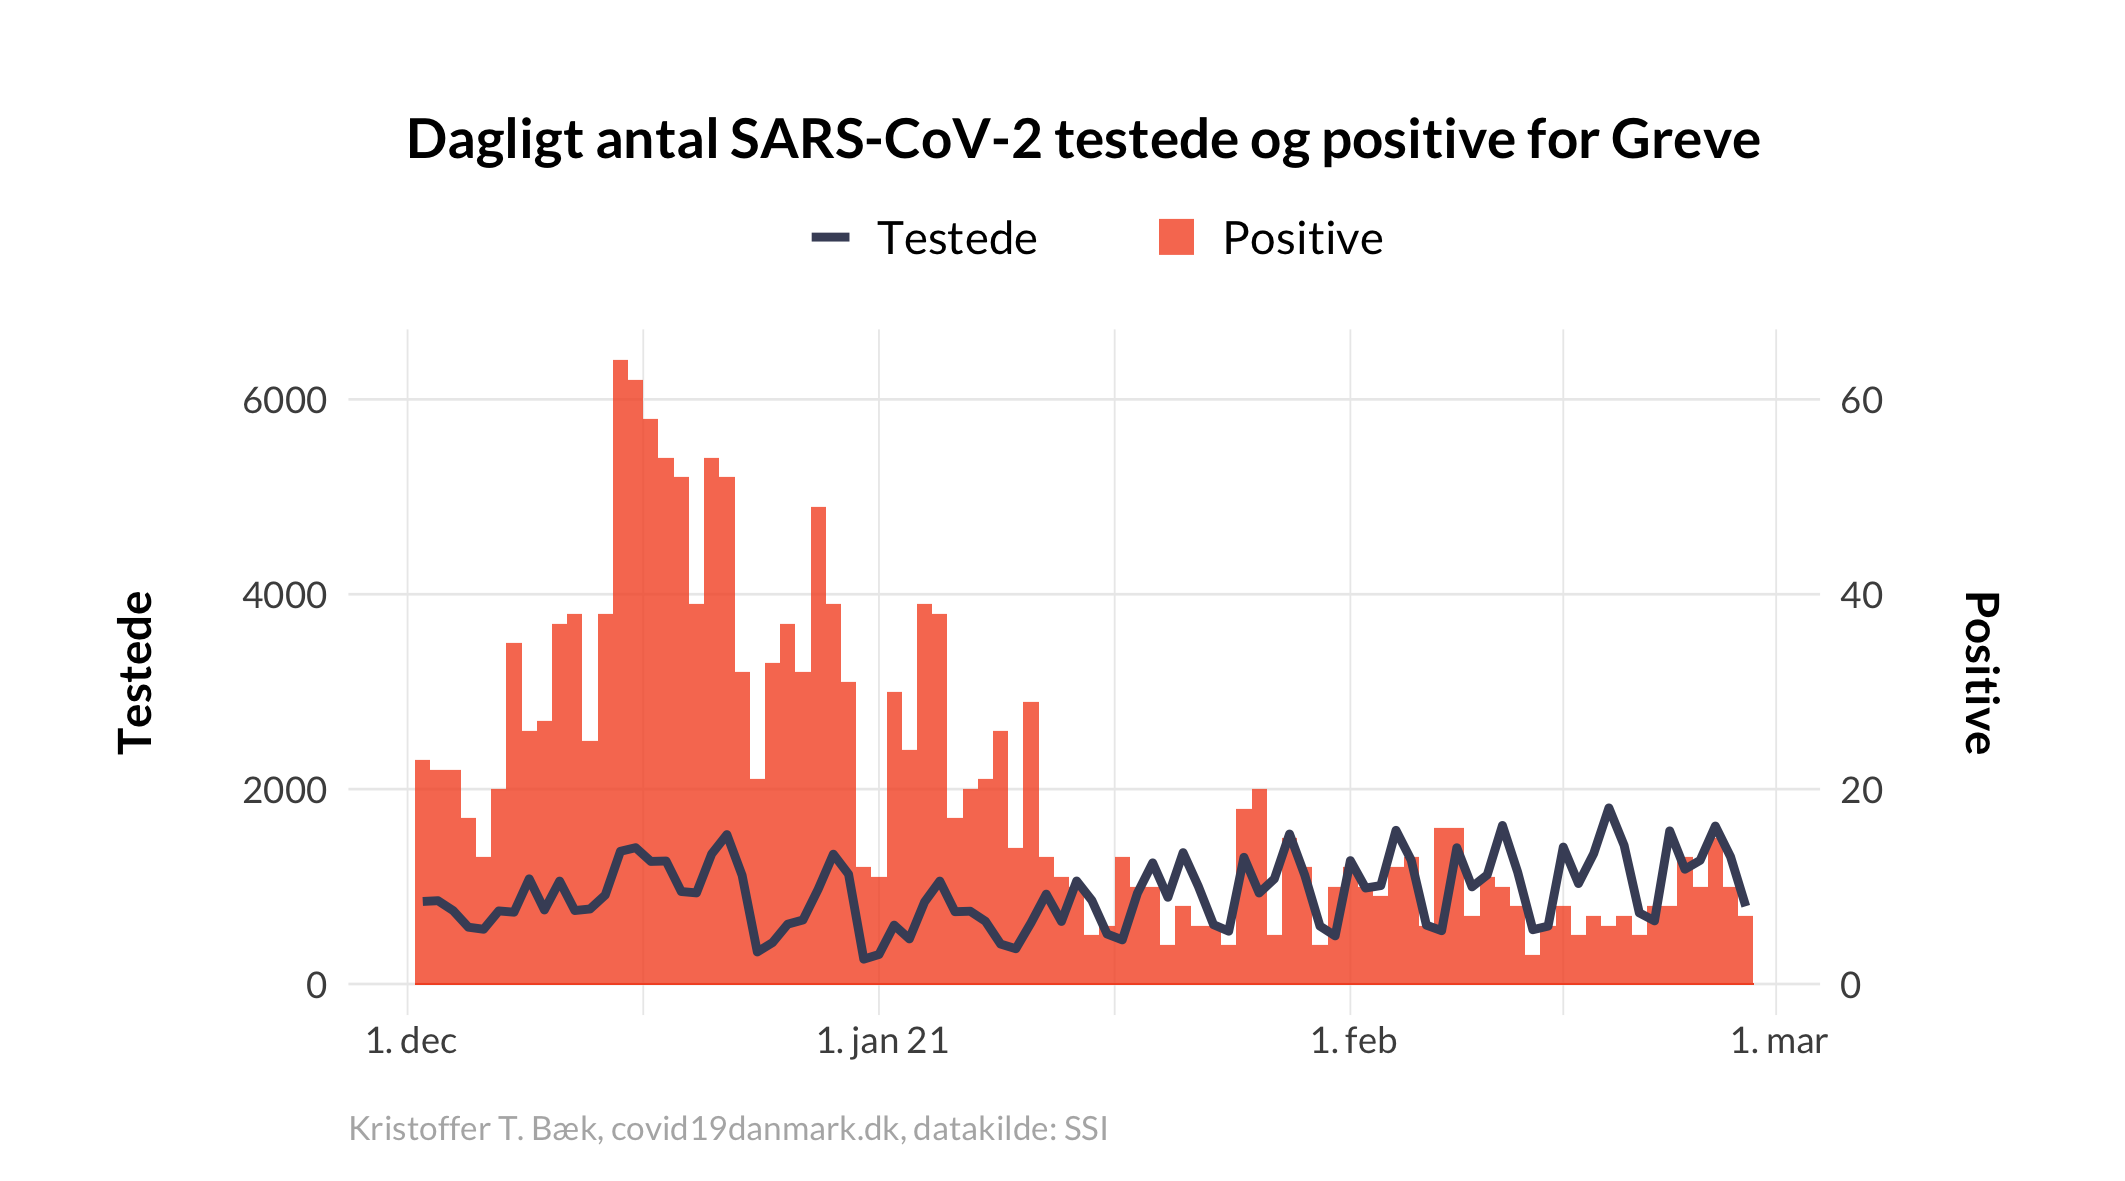 Dagligt antal SARS-CoV-2 testede og positive for Greve
Testede
Positive
6000
4000
2000
0
Testede
60
40
20
0
Positive
1. dec
1. jan 21
1. feb
1. mar
Kristoffer T. Bæk, covid19danmark.dk, datakilde: SSI